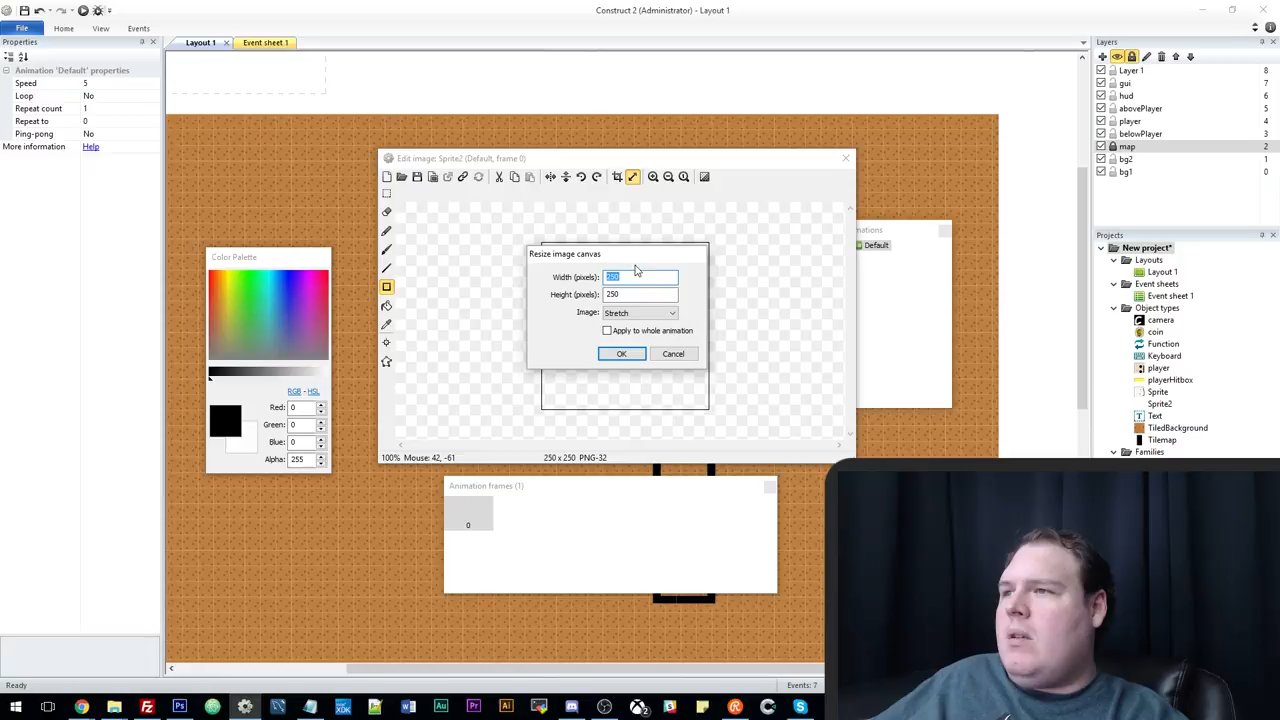 Construct 2 (Administrator) - Layout 1
File
Home
View
Events
Properties
Layout 1
Event sheet 1
Layers
Animation 'Default' properties
Speed 5
Loop No
Repeat count 1
Repeat to 0
Ping-pong No
More information Help
Layer 1 8
gui 7
hud 6
abovePlayer 4
player 4
belowPlayer 3
map 2
bg2 1
bg1 0
Edit image: Sprite2 (Default, frame 0)
Default
Projects
New project*
Layouts
Layout 1
Event sheets
Event sheet 1
Object types
camera
coin
Function
Keyboard
player
playerHitbox
Sprite
Sprite2
Text
TiledBackground
Tilemap
Families
Color Palette
RGB - HSL
Red: 0
Green: 0
Blue: 0
Alpha: 255
Resize image canvas
Width (pixels): 250
Height (pixels): 250
Image: Stretch
Apply to whole animation
OK
Cancel
100% Mouse: 42, -61
250 x 250 PNG-32
Animation frames (1)
0
Ready
Events: 7